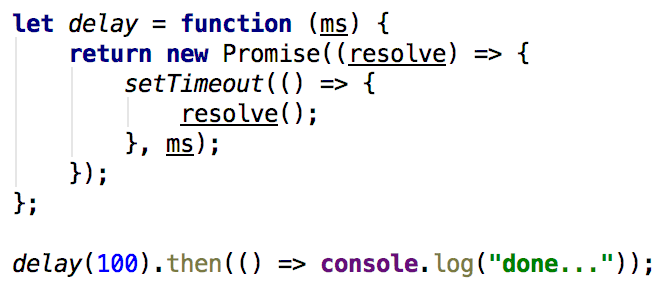 let delay = function (ms) {
    return new Promise((resolve) => {
        setTimeout(() => {
            resolve();
        }, ms);
    });
};

delay(100).then(() => console.log("done..."));